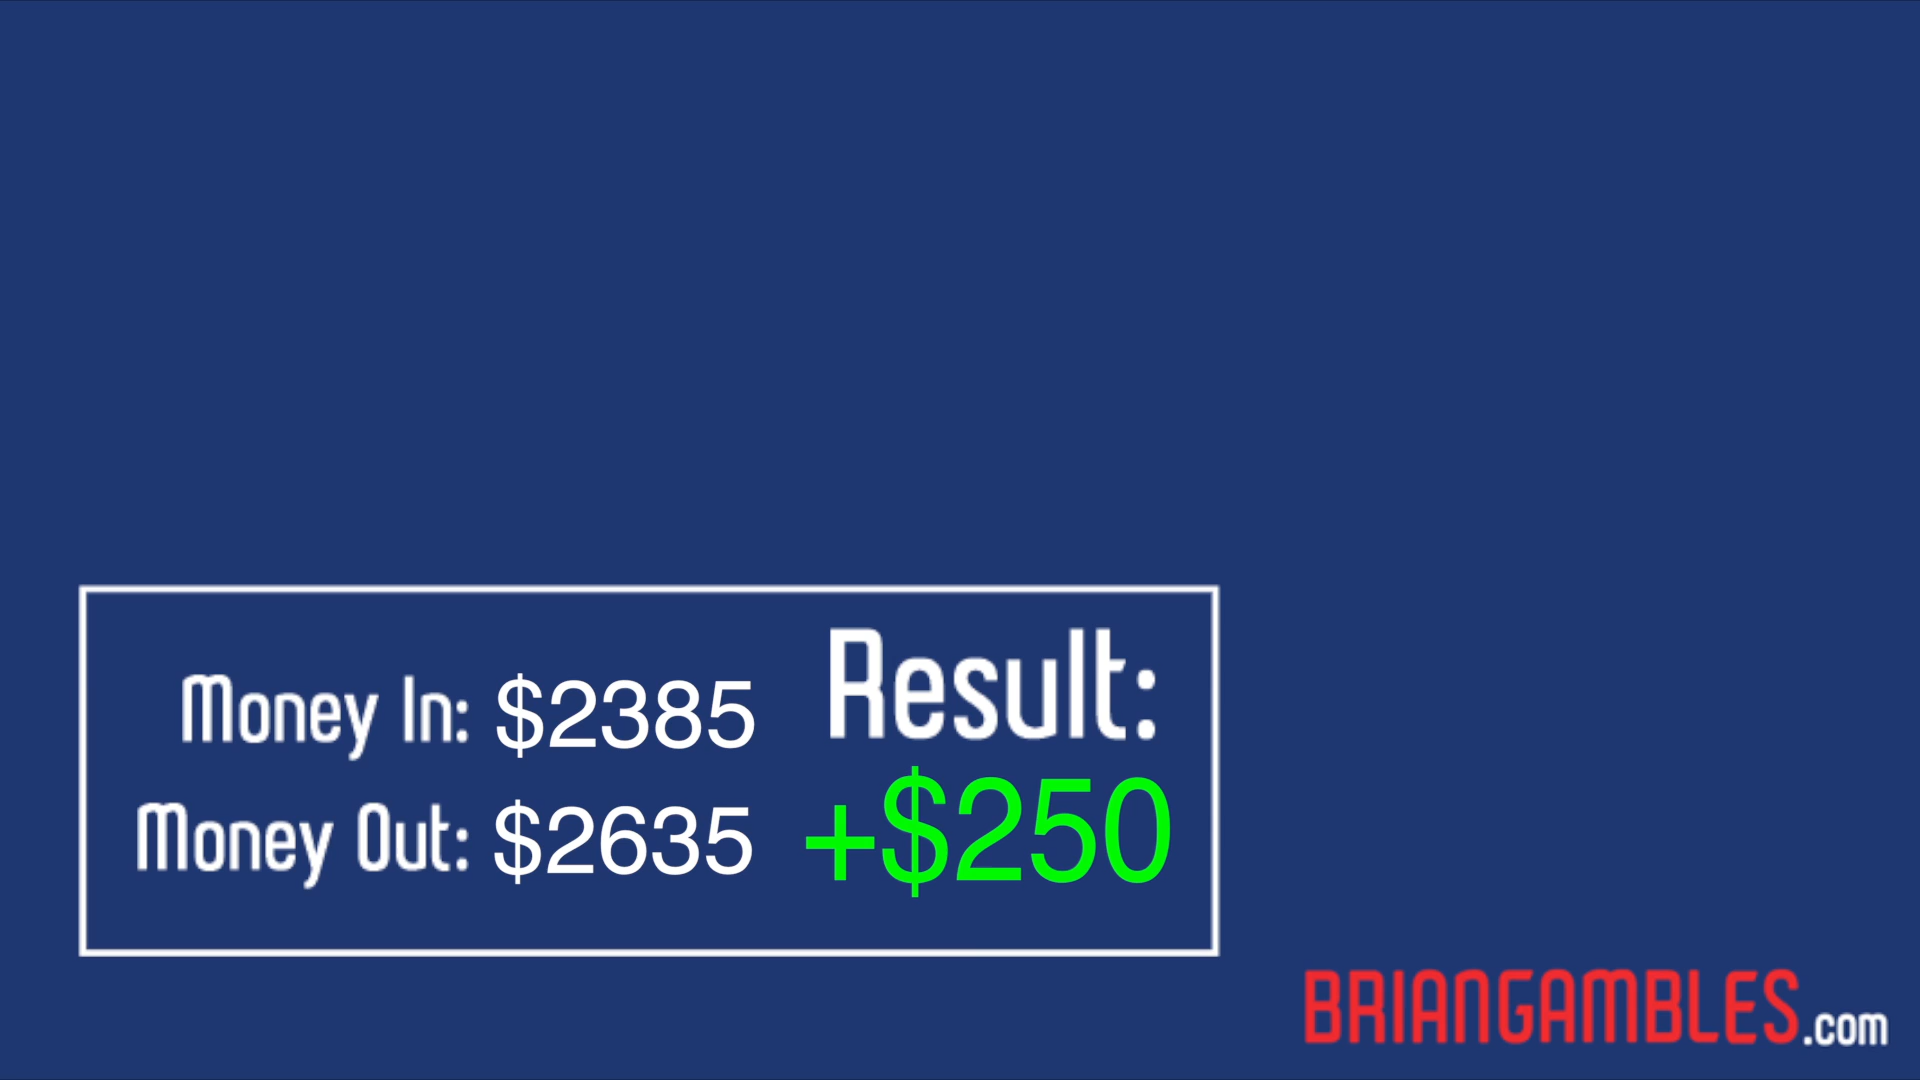 Money In: $2385
Money Out: $2635
Result:
+$250
BRIANGAMBLES.com